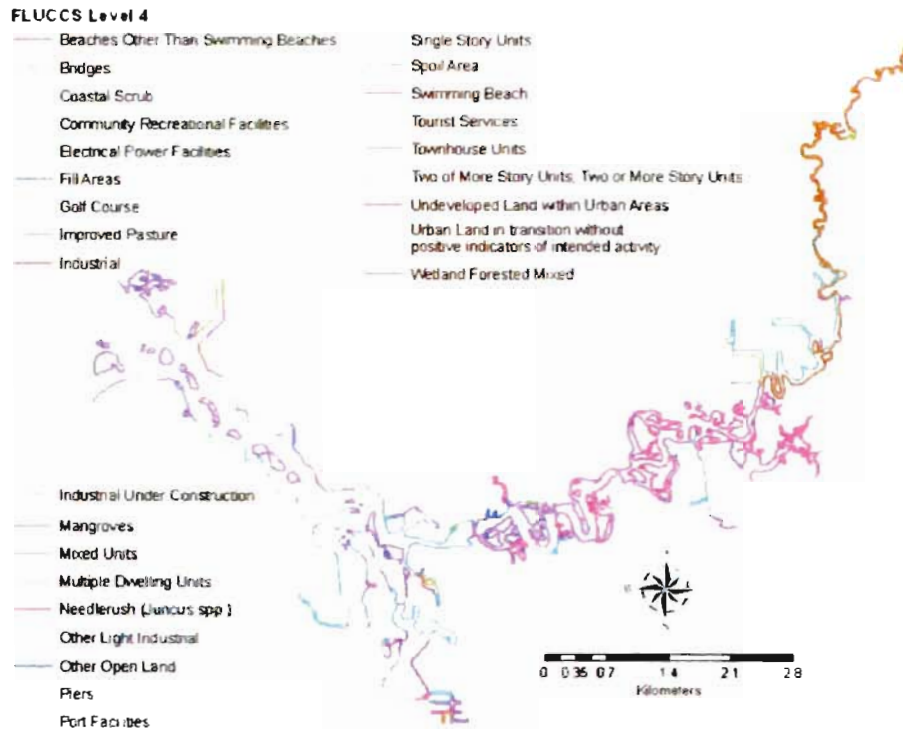 FLUCCS Level 4
Beaches Other Than Swimming Beaches
Bridges
Coastal Scrub
Community Recreational Facilities
Electrical Power Facilities
Fill Areas
Golf Course
Improved Pasture
Industrial
Single Story Units
Spoil Area
Swimming Beach
Tourist Services
Townhouse Units
Two of More Story Units, Two or More Story Units
Undeveloped Land within Urban Areas
Urban Land in transition without
positive indicators of intended activity
Wetland Forested Mixed
Industrial Under Construction
Mangroves
Mixed Units
Multiple Dwelling Units
Needlerush (Juncus spp.)
Other Light Industrial
Other Open Land
Piers
Port Facilities
0 0.35 0.7 1.4 2.1 2.8
Kilometers